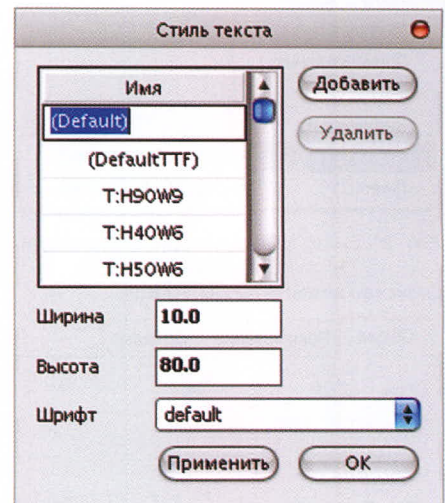 Стиль текста
Имя
(Default)
(DefaultTTF)
T:H90W9
T:H40W6
T:H50W6
Добавить
Удалить
Ширина 10.0
Высота 80.0
Шрифт default
Применить OK